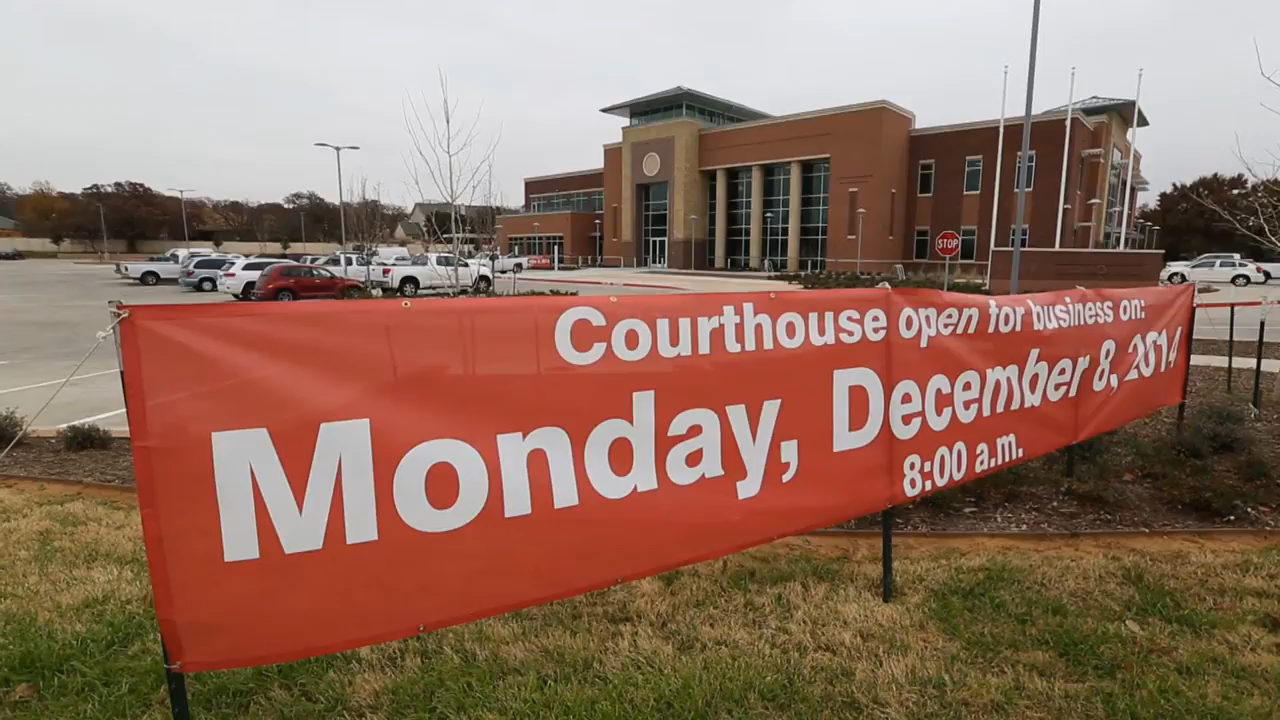 STOP
Courthouse open for business on:
Monday, December 8, 2014
8:00 a.m.